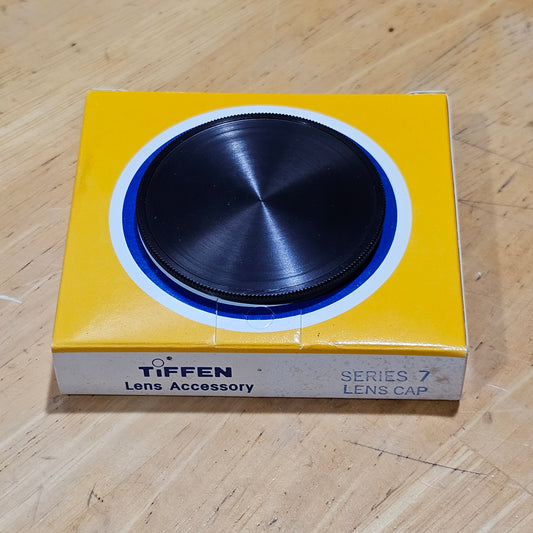 TiFFEN
Lens Accessory
SERIES 7
LENS CAP